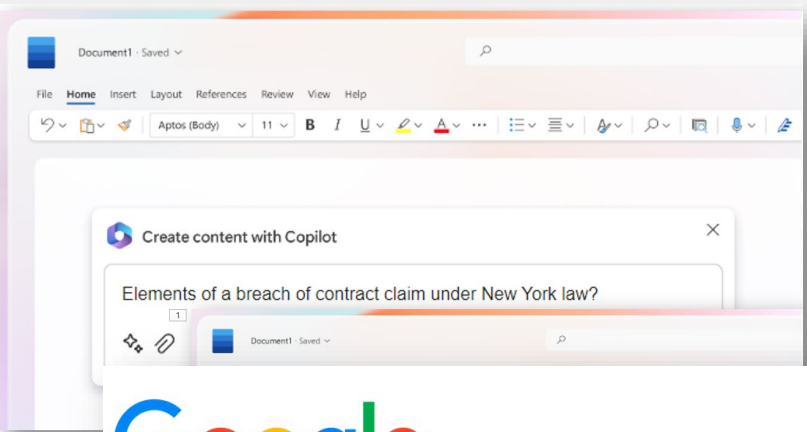 Document1 · Saved
File Home Insert Layout References Review View Help
Aptos (Body) 11 B I U A
Create content with Copilot
Elements of a breach of contract claim under New York law?
1
Document1 · Saved
Google